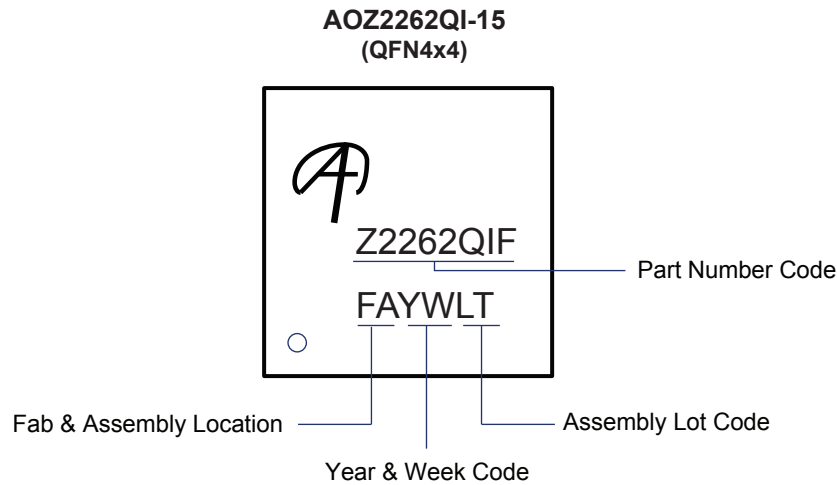 AOZ2262QI-15
(QFN4x4)
Z2262QIF
Part Number Code
FAYWLT
Fab & Assembly Location
Assembly Lot Code
Year & Week Code